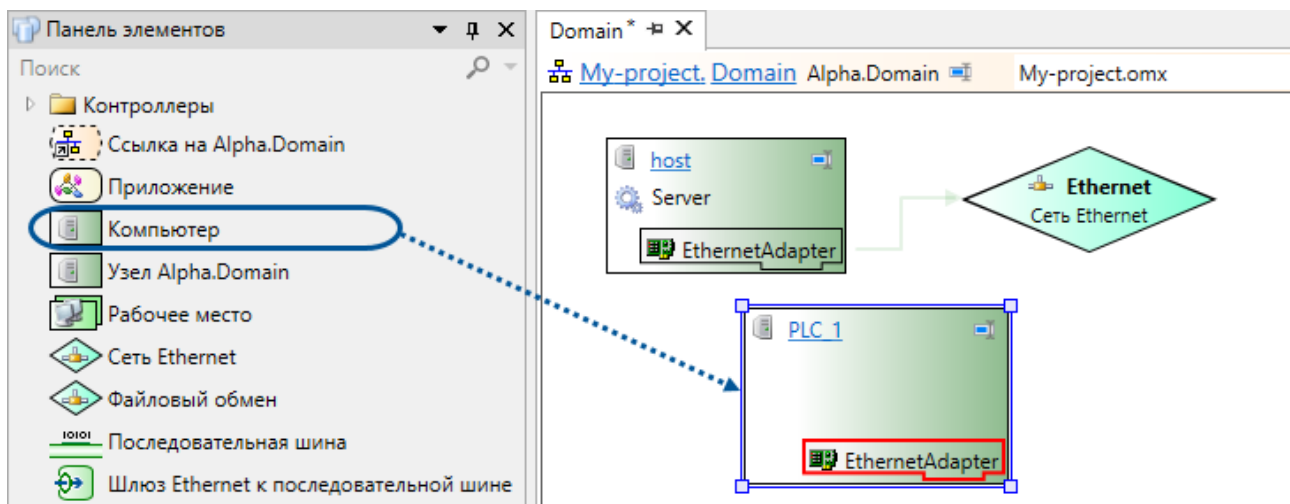 Панель элементов
Поиск
Контроллеры
Ссылка на Alpha.Domain
Приложение
Компьютер
Узел Alpha.Domain
Рабочее место
Сеть Ethernet
Файловый обмен
10101
Последовательная шина
Шлюз Ethernet к последовательной шине
Domain*
My-project. Domain Alpha.Domain My-project.omx
host
Server
EthernetAdapter
Ethernet
Сеть Ethernet
PLC_1
EthernetAdapter